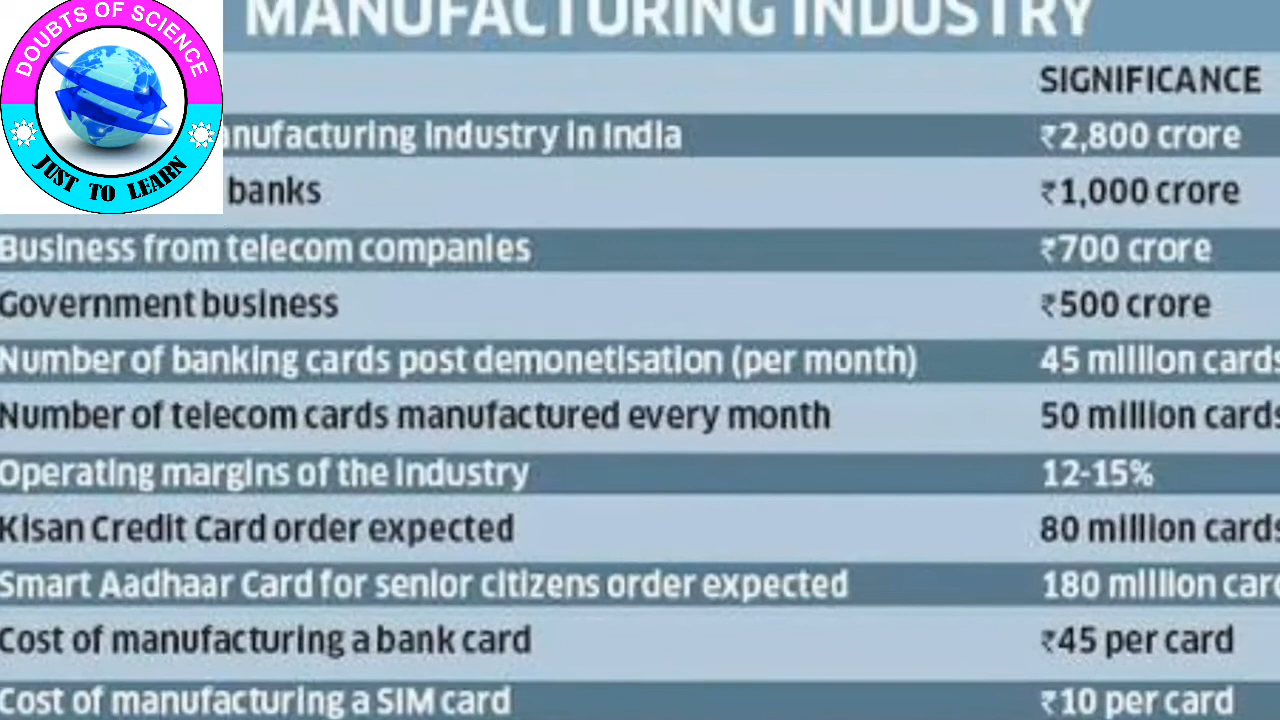 DOUBTS OF SCIENCE
JUST TO LEARN
MANUFACTURING INDUSTRY
SIGNIFICANCE
anufacturing industry in India ₹2,800 crore
banks ₹1,000 crore
Business from telecom companies ₹700 crore
Government business ₹500 crore
Number of banking cards post demonetisation (per month) 45 million cards
Number of telecom cards manufactured every month 50 million cards
Operating margins of the industry 12-15%
Kisan Credit Card order expected 80 million cards
Smart Aadhaar Card for senior citizens order expected 180 million car
Cost of manufacturing a bank card ₹45 per card
Cost of manufacturing a SIM card ₹10 per card